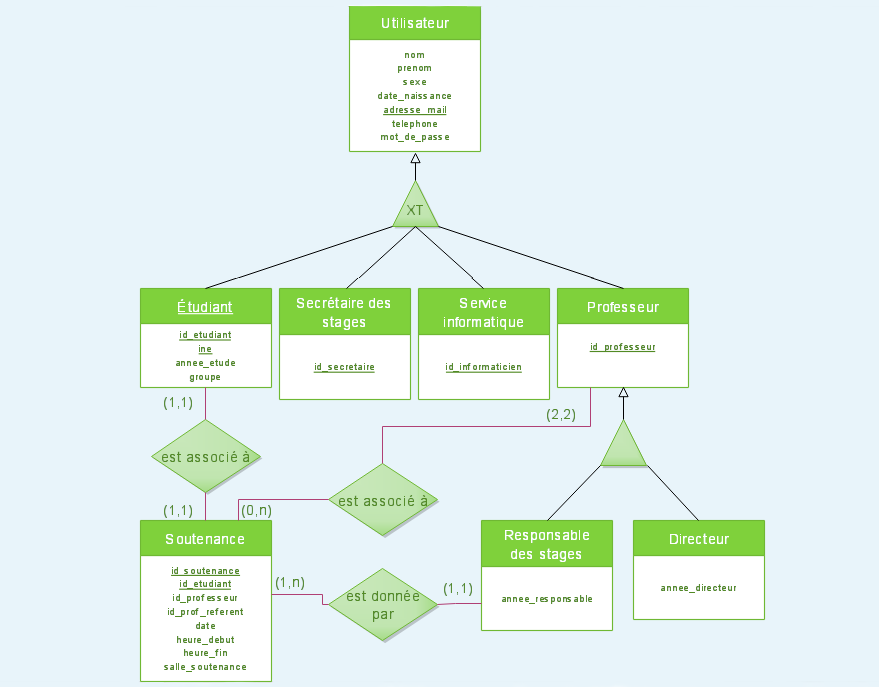 Utilisateur
nom
prenom
sexe
date_naissance
adresse_mail
telephone
mot_de_passe
XT
Étudiant
id_etudiant
ine
annee_etude
groupe
Secrétaire des
stages
id_secretaire
Service
informatique
id_informaticien
Professeur
id_professeur
(1,1)
(2,2)
est associé à
est associé à
(1,1)
(0,n)
Soutenance
id_soutenance
id_etudiant
id_professeur
id_prof_referent
date
heure_debut
heure_fin
salle_soutenance
(1,n)
est donnée
par
(1,1)
Responsable
des stages
annee_responsable
Directeur
annee_directeur